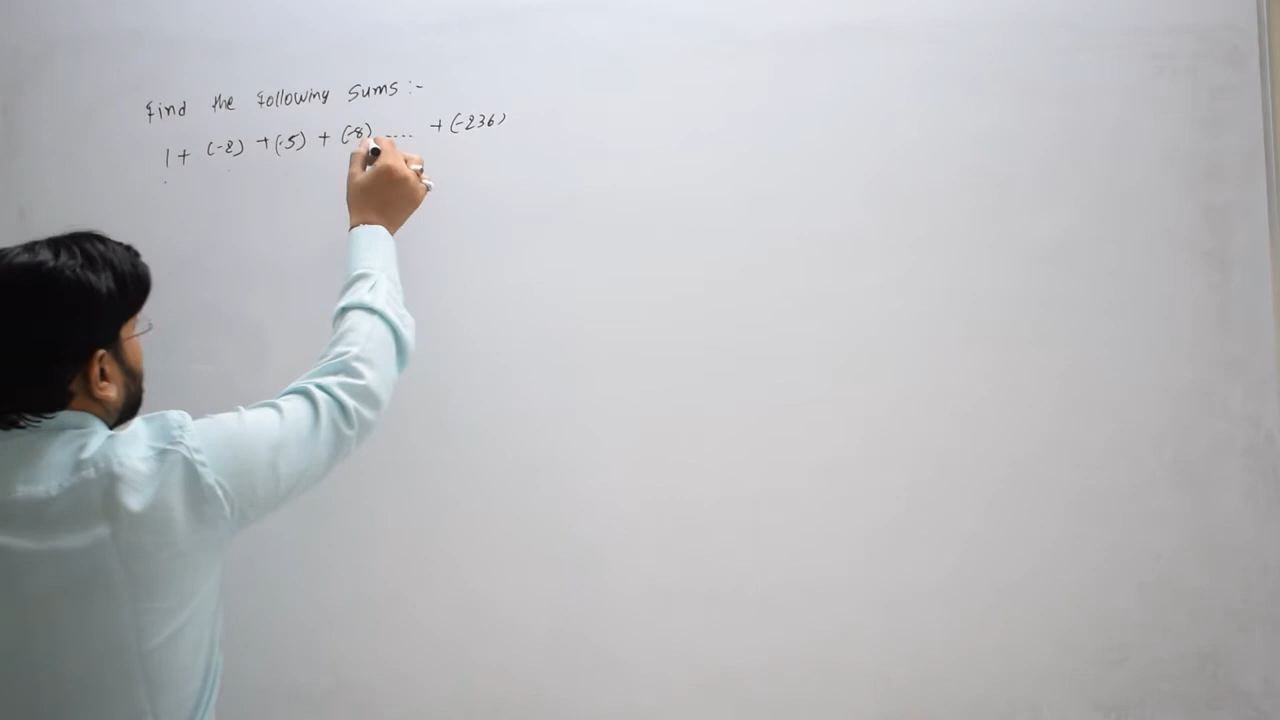 Find the following sums:-
1 + (-2) + (-5) + (-8) ..... + (-236)